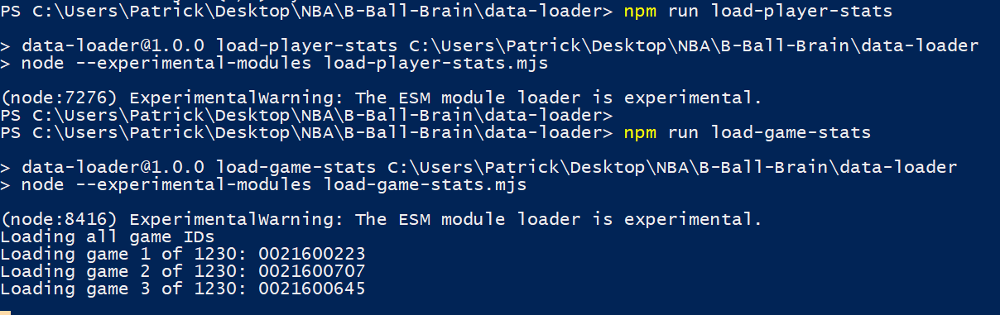 PS C:\Users\Patrick\Desktop\NBA\B-Ball-Brain\data-loader> npm run load-player-stats
> data-loader@1.0.0 load-player-stats C:\Users\Patrick\Desktop\NBA\B-Ball-Brain\data-loader
> node --experimental-modules load-player-stats.mjs
(node:7276) ExperimentalWarning: The ESM module loader is experimental.
PS C:\Users\Patrick\Desktop\NBA\B-Ball-Brain\data-loader>
PS C:\Users\Patrick\Desktop\NBA\B-Ball-Brain\data-loader> npm run load-game-stats
> data-loader@1.0.0 load-game-stats C:\Users\Patrick\Desktop\NBA\B-Ball-Brain\data-loader
> node --experimental-modules load-game-stats.mjs
(node:8416) ExperimentalWarning: The ESM module loader is experimental.
Loading all game IDs
Loading game 1 of 1230: 0021600223
Loading game 2 of 1230: 0021600707
Loading game 3 of 1230: 0021600645